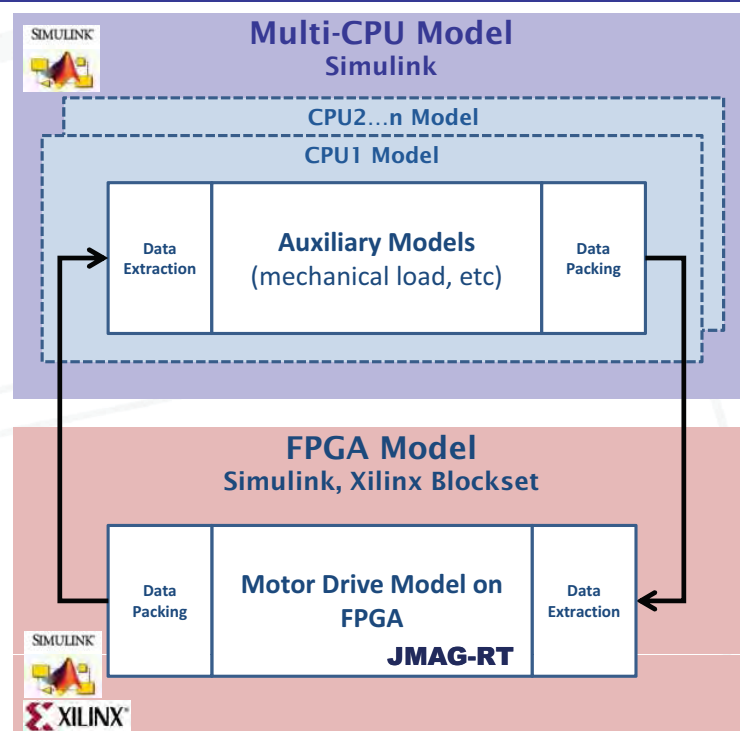 SIMULINK
Multi-CPU Model
Simulink
CPU2...n Model
CPU1 Model
Data
Extraction
Auxiliary Models
(mechanical load, etc)
Data
Packing
FPGA Model
Simulink, Xilinx Blockset
Data
Packing
Motor Drive Model on
FPGA
JMAG-RT
Data
Extraction
SIMULINK
XILINX®